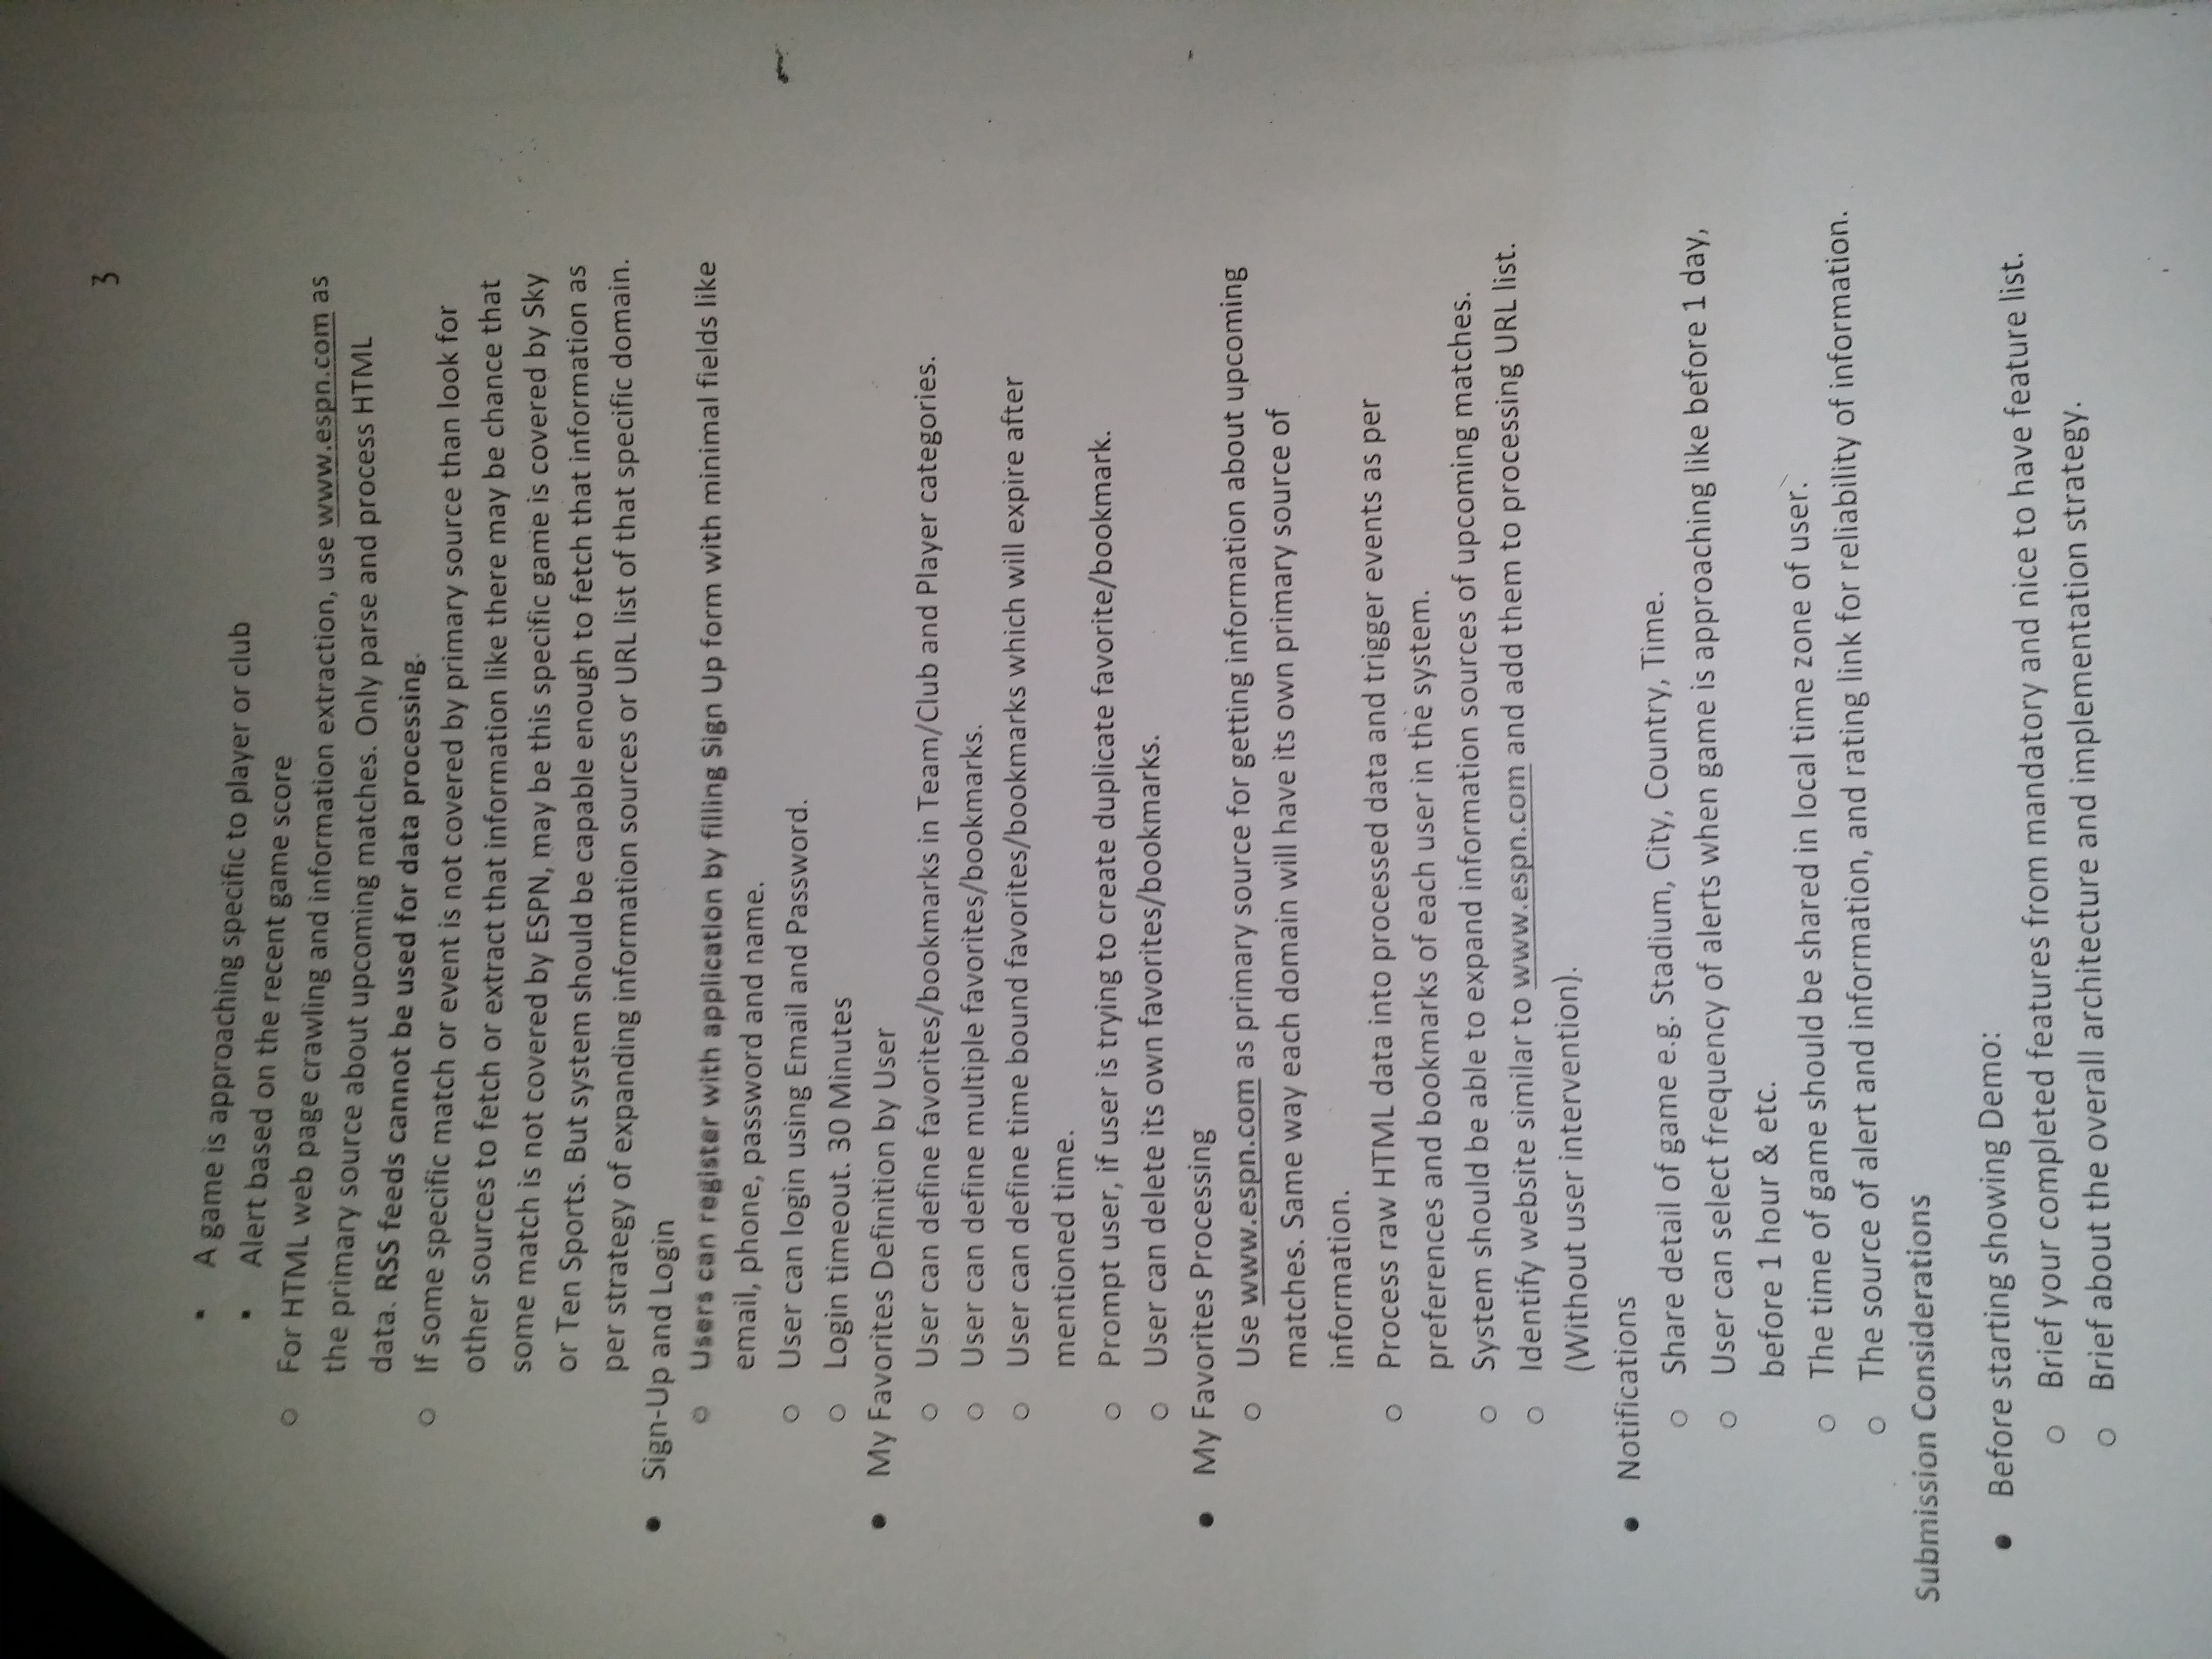 3
▪ A game is approaching specific to player or club
▪ Alert based on the recent game score
o For HTML web page crawling and information extraction, use www.espn.com as
the primary source about upcoming matches. Only parse and process HTML
data. RSS feeds cannot be used for data processing.
o If some specific match or event is not covered by primary source than look for
other sources to fetch or extract that information like there may be chance that
some match is not covered by ESPN, may be this specific game is covered by Sky
or Ten Sports. But system should be capable enough to fetch that information as
per strategy of expanding information sources or URL list of that specific domain.
• Sign-Up and Login
o Users can register with application by filling Sign Up form with minimal fields like
email, phone, password and name.
o User can login using Email and Password.
o Login timeout. 30 Minutes
• My Favorites Definition by User
o User can define favorites/bookmarks in Team/Club and Player categories.
o User can define multiple favorites/bookmarks.
o User can define time bound favorites/bookmarks which will expire after
mentioned time.
o Prompt user, if user is trying to create duplicate favorite/bookmark.
o User can delete its own favorites/bookmarks.
• My Favorites Processing
o Use www.espn.com as primary source for getting information about upcoming
matches. Same way each domain will have its own primary source of
information.
o Process raw HTML data into processed data and trigger events as per
preferences and bookmarks of each user in the system.
o System should be able to expand information sources of upcoming matches.
o Identify website similar to www.espn.com and add them to processing URL list.
(Without user intervention).
• Notifications
o Share detail of game e.g. Stadium, City, Country, Time.
o User can select frequency of alerts when game is approaching like before 1 day,
before 1 hour & etc.
o The time of game should be shared in local time zone of user.
o The source of alert and information, and rating link for reliability of information.
Submission Considerations
• Before starting showing Demo:
o Brief your completed features from mandatory and nice to have feature list.
o Brief about the overall architecture and implementation strategy.